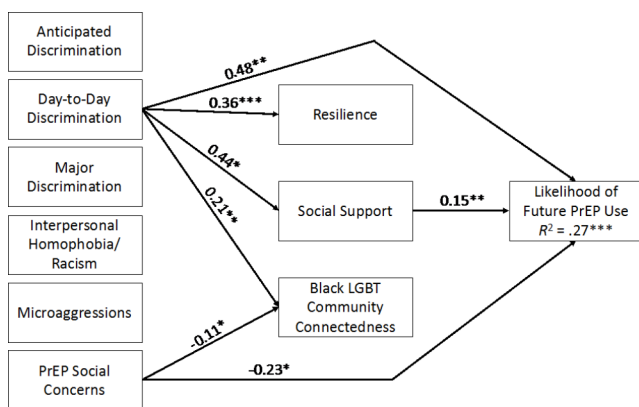 Anticipated
Discrimination
0.48**
Day-to-Day
Discrimination
0.36***
Resilience
Major
Discrimination
0.44*
0.21**
Social Support
0.15**
Likelihood of
Future PrEP Use
R² = .27***
Interpersonal
Homophobia/
Racism
Microaggressions
Black LGBT
Community
Connectedness
-0.11*
PrEP Social
Concerns
-0.23*